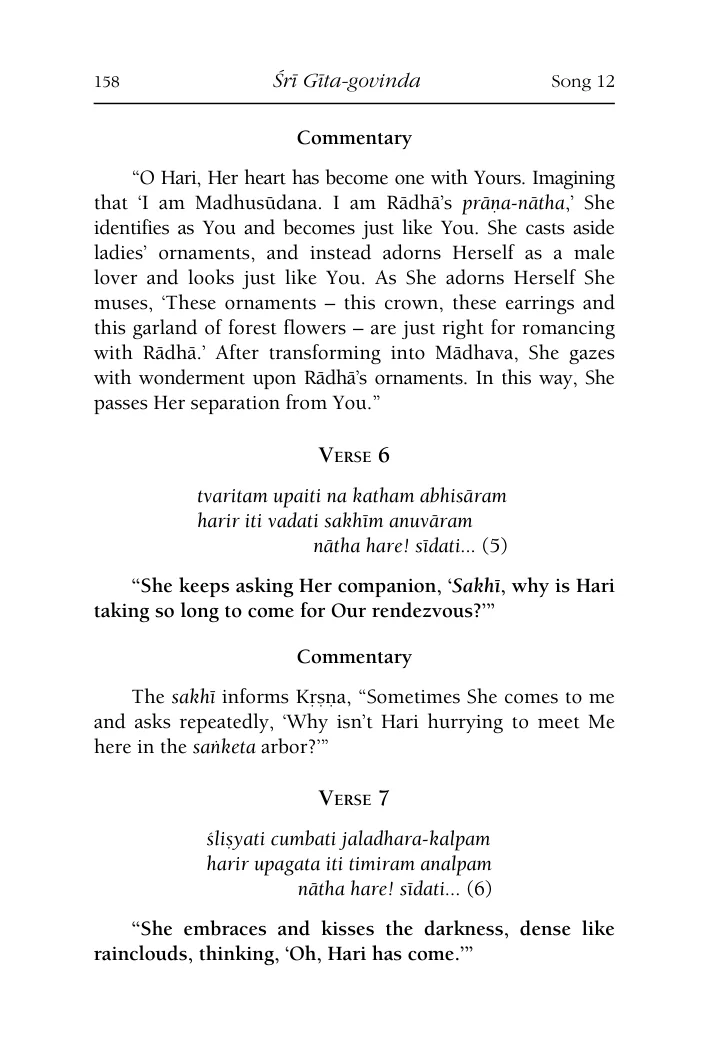 158 Śrī Gīta-govinda Song 12
Commentary
“O Hari, Her heart has become one with Yours. Imagining
that ‘I am Madhusūdana. I am Rādhā’s prāṇa-nātha,’ She
identifies as You and becomes just like You. She casts aside
ladies’ ornaments, and instead adorns Herself as a male
lover and looks just like You. As She adorns Herself She
muses, ‘These ornaments – this crown, these earrings and
this garland of forest flowers – are just right for romancing
with Rādhā.’ After transforming into Mādhava, She gazes
with wonderment upon Rādhā’s ornaments. In this way, She
passes Her separation from You.”
Verse 6
tvaritam upaiti na katham abhisāram
harir iti vadati sakhīm anuvāram
nātha hare! sīdati... (5)
“She keeps asking Her companion, ‘Sakhī, why is Hari
taking so long to come for Our rendezvous?’”
Commentary
The sakhī informs Kṛṣṇa, “Sometimes She comes to me
and asks repeatedly, ‘Why isn’t Hari hurrying to meet Me
here in the saṅketa arbor?’”
Verse 7
śliṣyati cumbati jaladhara-kalpam
harir upagata iti timiram analpam
nātha hare! sīdati... (6)
“She embraces and kisses the darkness, dense like
rainclouds, thinking, ‘Oh, Hari has come.’”